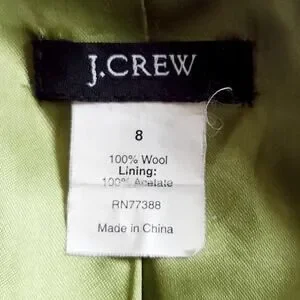 J.CREW
8
100% Wool
Lining:
100% Acetate
RN77388
Made in China